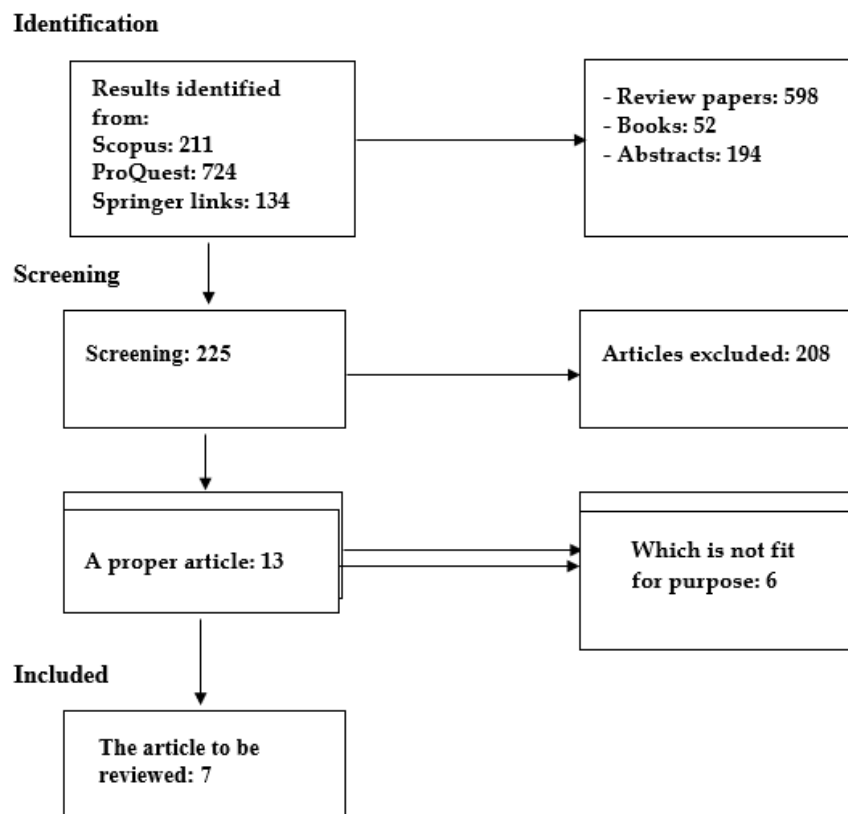 Identification
Results identified
from:
Scopus: 211
ProQuest: 724
Springer links: 134
- Review papers: 598
- Books: 52
- Abstracts: 194
Screening
Screening: 225
Articles excluded: 208
A proper article: 13
Which is not fit
for purpose: 6
Included
The article to be
reviewed: 7